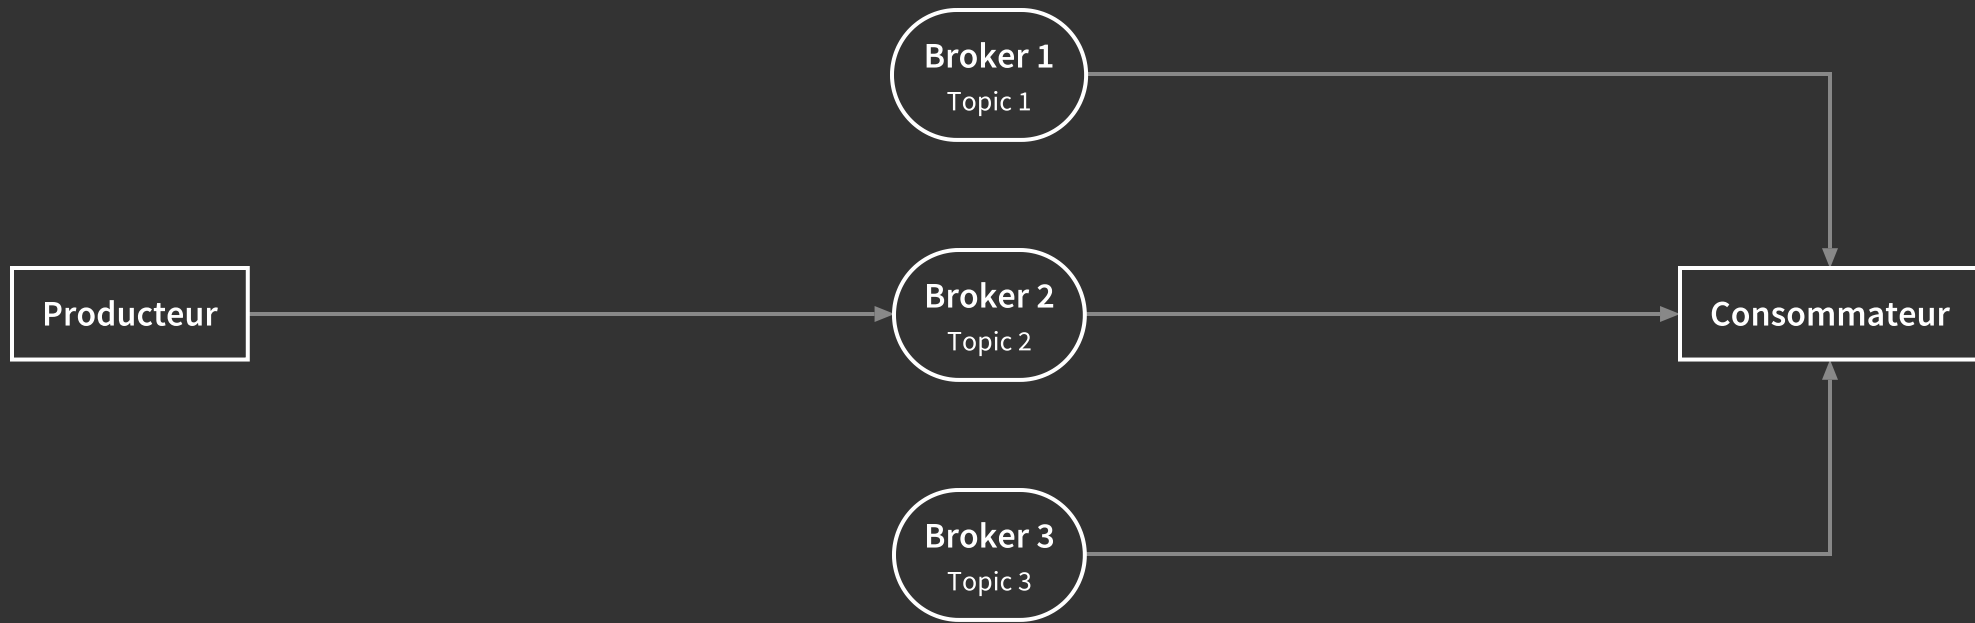 Broker 1
Topic 1
Producteur
Broker 2
Topic 2
Consommateur
Broker 3
Topic 3